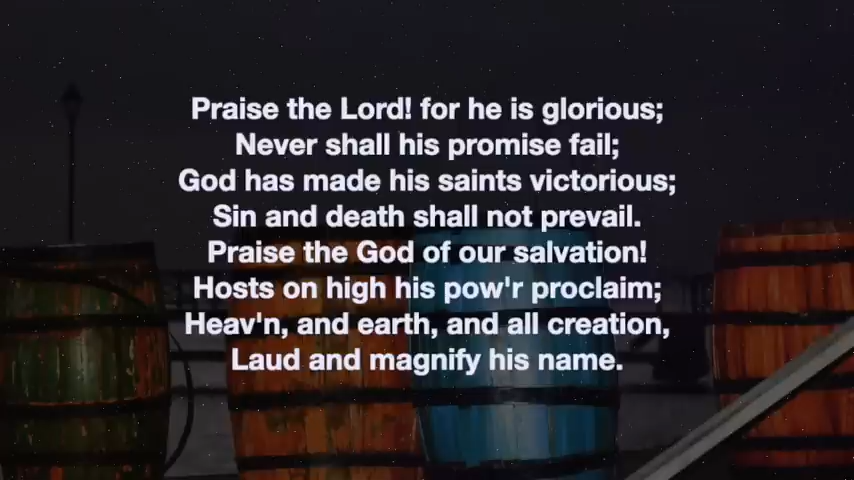 Praise the Lord! for he is glorious;
Never shall his promise fail;
God has made his saints victorious;
Sin and death shall not prevail.
Praise the God of our salvation!
Hosts on high his pow'r proclaim;
Heav'n, and earth, and all creation,
Laud and magnify his name.